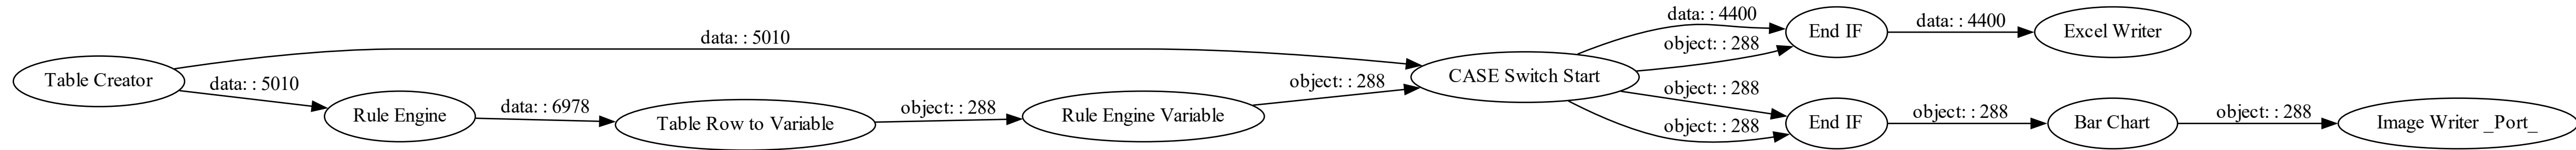 Table Creator
data: : 5010
data: : 5010
Rule Engine
data: : 6978
Table Row to Variable
object: : 288
Rule Engine Variable
object: : 288
CASE Switch Start
data: : 4400
object: : 288
object: : 288
object: : 288
End IF
data: : 4400
Excel Writer
End IF
object: : 288
Bar Chart
object: : 288
Image Writer _Port_